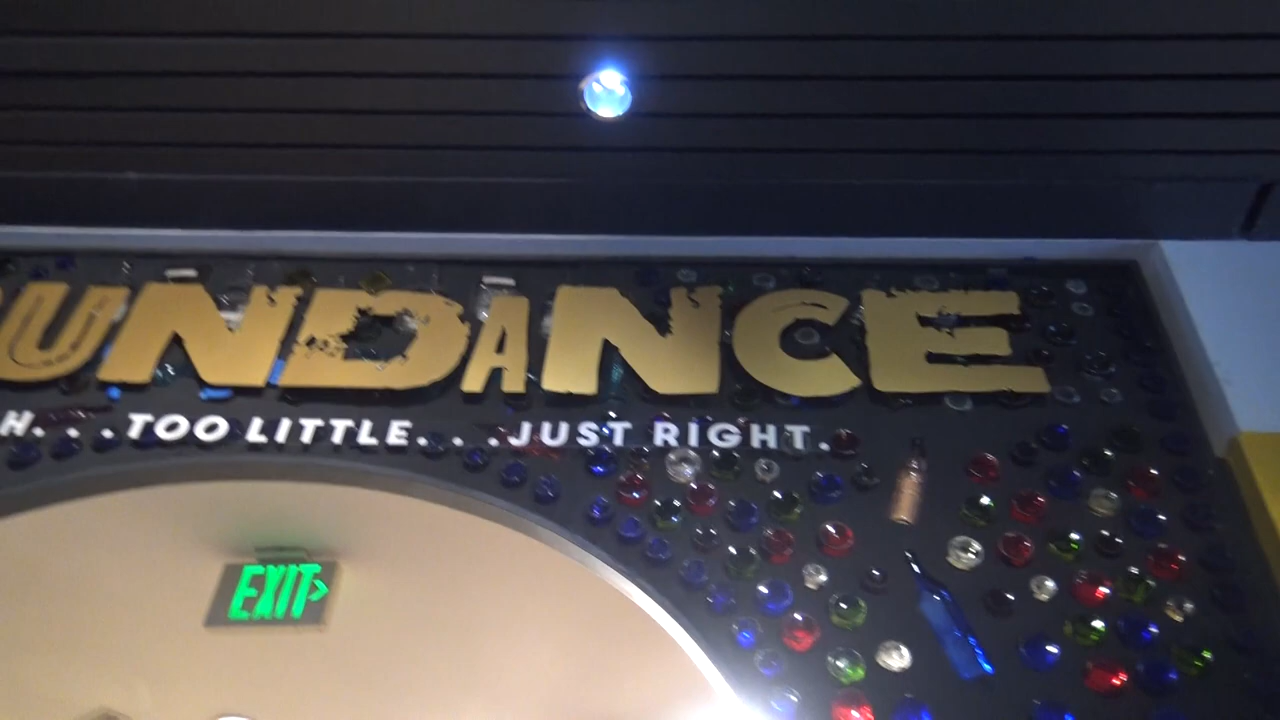 UNDANCE
H. . .TOO LITTLE. . .JUST RIGHT.
EXIT>